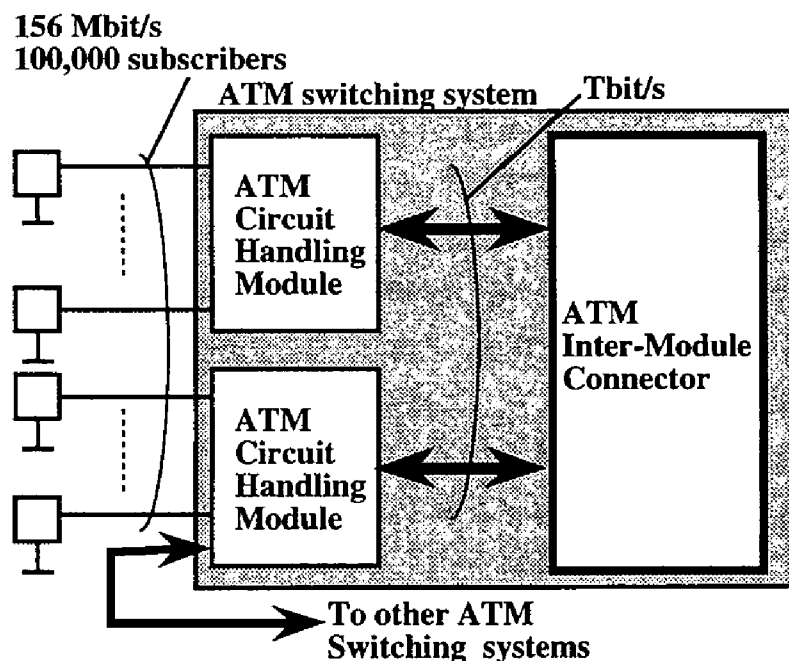 156 Mbit/s
100,000 subscribers
ATM switching system
Tbit/s
ATM
Circuit
Handling
Module
ATM
Inter-Module
Connector
ATM
Circuit
Handling
Module
To other ATM
Switching systems